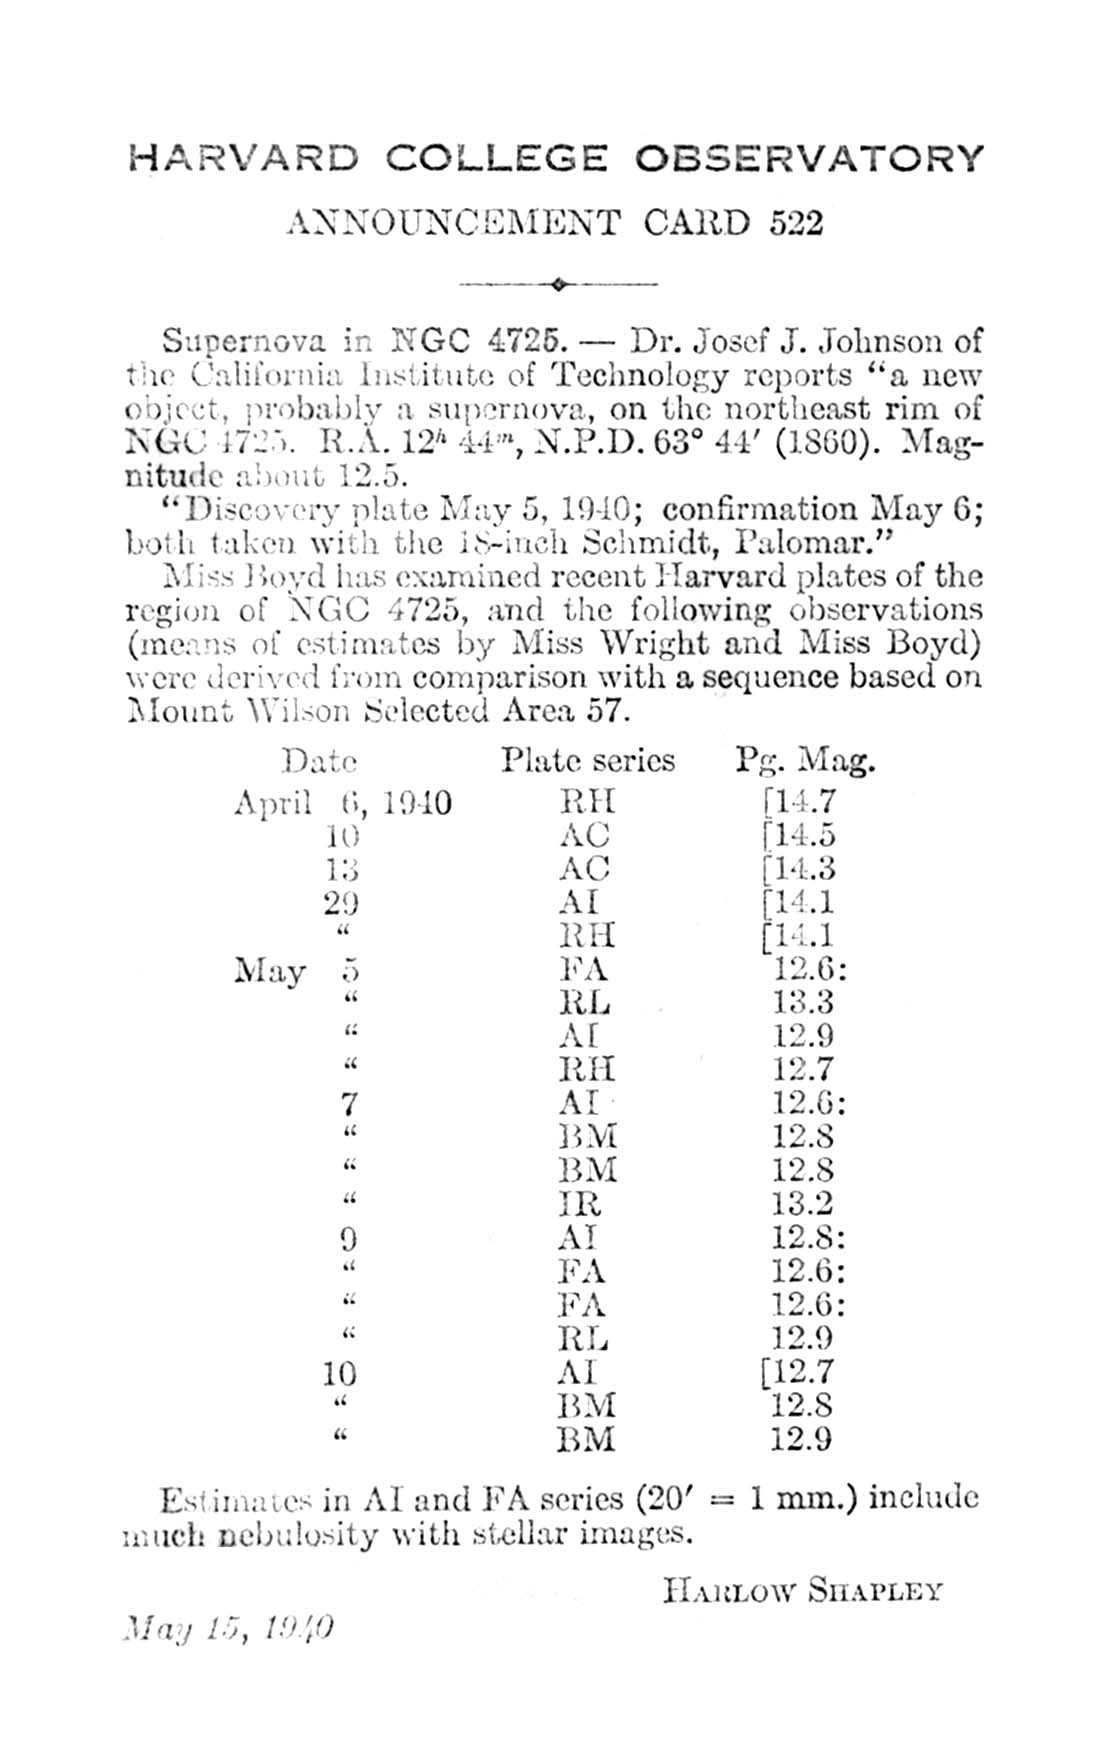 HARVARD COLLEGE OBSERVATORY
ANNOUNCEMENT CARD 522
Supernova in NGC 4725. — Dr. Josef J. Johnson of
the California Institute of Technology reports “a new
object, probably a supernova, on the northeast rim of
NGC 4725. R.A. 12ʰ 44ᵐ, N.P.D. 63° 44′ (1860). Mag-
nitude about 12.5.
“Discovery plate May 5, 1940; confirmation May 6;
both taken with the 18-inch Schmidt, Palomar.”
Miss Boyd has examined recent Harvard plates of the
region of NGC 4725, and the following observations
(means of estimates by Miss Wright and Miss Boyd)
were derived from comparison with a sequence based on
Mount Wilson Selected Area 57.
Date Plate series Pg. Mag.
April 6, 1940 RH [14.7
10 AC [14.5
13 AC [14.3
29 AI [14.1
“ RH [14.1
May 5 FA 12.6:
“ RL 13.3
“ AI 12.9
“ RH 12.7
7 AI 12.6:
“ BM 12.8
“ BM 12.8
“ IR 13.2
9 AI 12.8:
“ FA 12.6:
“ FA 12.6:
“ RL 12.9
10 AI [12.7
“ BM 12.8
“ BM 12.9
Estimates in AI and FA series (20′ = 1 mm.) include
much nebulosity with stellar images.
HARLOW SHAPLEY
May 15, 1940